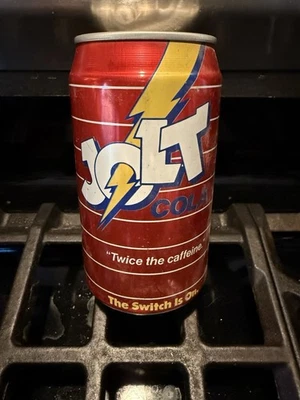 JOLT
COLA
"Twice the caffeine.
The Switch Is On.